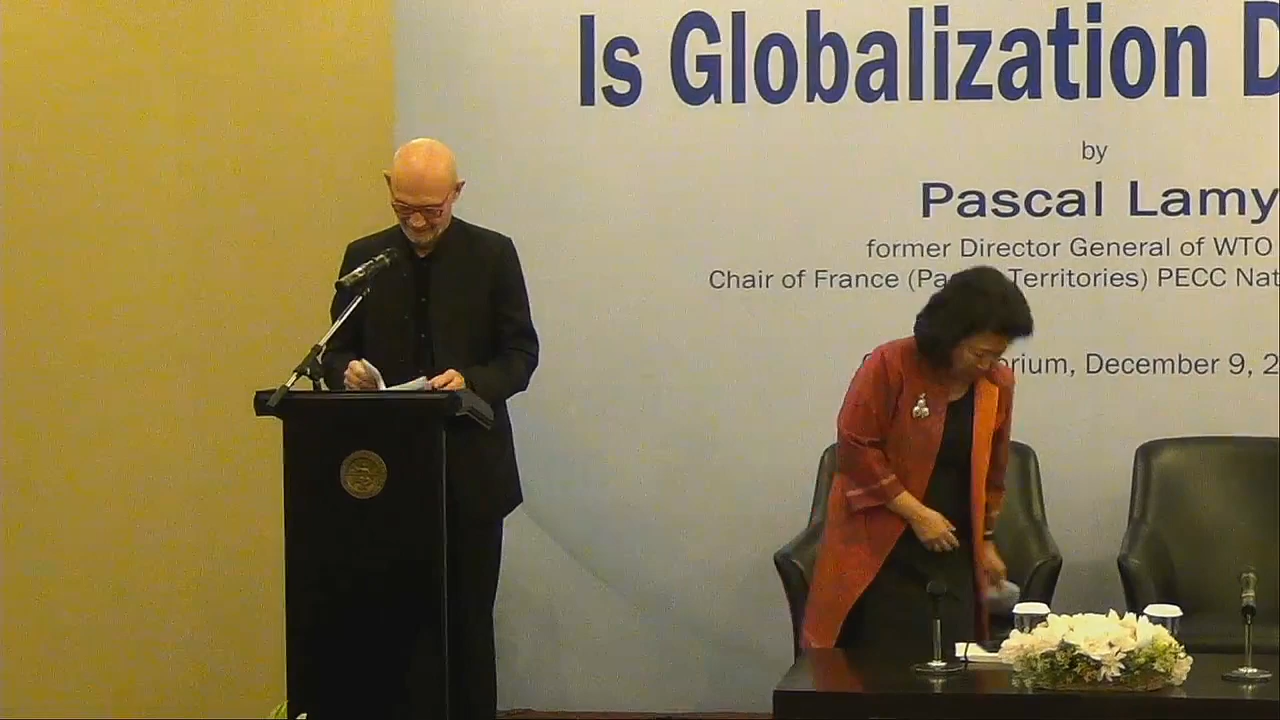 Is Globalization D
by
Pascal Lamy
former Director General of WTO
Chair of France (Pa Territories) PECC Nat
rium, December 9, 2